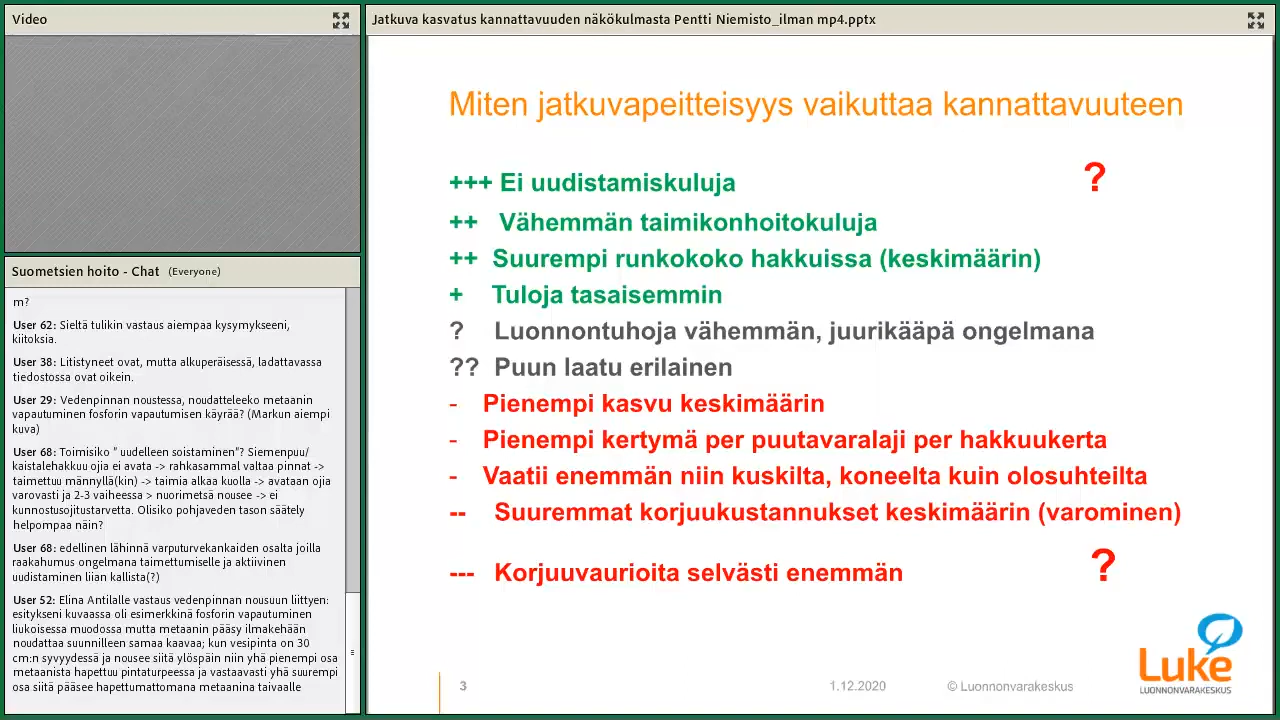 Video
Suometsien hoito - Chat (Everyone)
m?
User 62: Sieltä tulikin vastaus aiempaa kysymykseeni,
kiitoksia.
User 38: Litistyneet ovat, mutta alkuperäisessä, ladattavassa
tiedostossa ovat oikein.
User 29: Vedenpinnan noustessa, noudatteleeko metaanin
vapautuminen fosforin vapautumisen käyrää? (Markun aiempi
kuva)
User 68: Toimisiko " uudelleen soistaminen"? Siemenpuu/
kaistalehakkuu ojia ei avata -> rahkasammal valtaa pinnat ->
taimettuu männyllä(kin) -> taimia alkaa kuolla -> avataan ojia
varovasti ja 2-3 vaiheessa > nuorimetsä nousee -> ei
kunnostusojitustarvetta. Olisiko pohjaveden tason säätely
helpompaa näin?
User 68: edellinen lähinnä varputurvekankaiden osalta joilla
raakahumus ongelmana taimettumiselle ja aktiivinen
uudistaminen liian kallista(?)
User 52: Elina Antilalle vastaus vedenpinnan nousuun liittyen:
esitykseni kuvaassa oli esimerkkinä fosforin vapautuminen
liukoisessa muodossa mutta metaanin pääsy ilmakehään
noudattaa suunnilleen samaa kaavaa; kun vesipinta on 30
cm:n syvyydessä ja nousee siitä ylöspäin niin yhä pienempi osa
metaanista hapettuu pintaturpeessa ja vastaavasti yhä suurempi
osa siitä pääsee hapettumattomana metaanina taivaalle
Jatkuva kasvatus kannattavuuden näkökulmasta Pentti Niemisto_ilman mp4.pptx
Miten jatkuvapeitteisyys vaikuttaa kannattavuuteen
+++ Ei uudistamiskuluja ?
++ Vähemmän taimikonhoitokuluja
++ Suurempi runkokoko hakkuissa (keskimäärin)
+ Tuloja tasaisemmin
? Luonnontuhoja vähemmän, juurikääpä ongelmana
?? Puun laatu erilainen
- Pienempi kasvu keskimäärin
- Pienempi kertymä per puutavaralaji per hakkuukerta
- Vaatii enemmän niin kuskilta, koneelta kuin olosuhteilta
-- Suuremmat korjuukustannukset keskimäärin (varominen)
--- Korjuuvaurioita selvästi enemmän ?
3 1.12.2020 © Luonnonvarakeskus
Luke
LUONNONVARAKESKUS